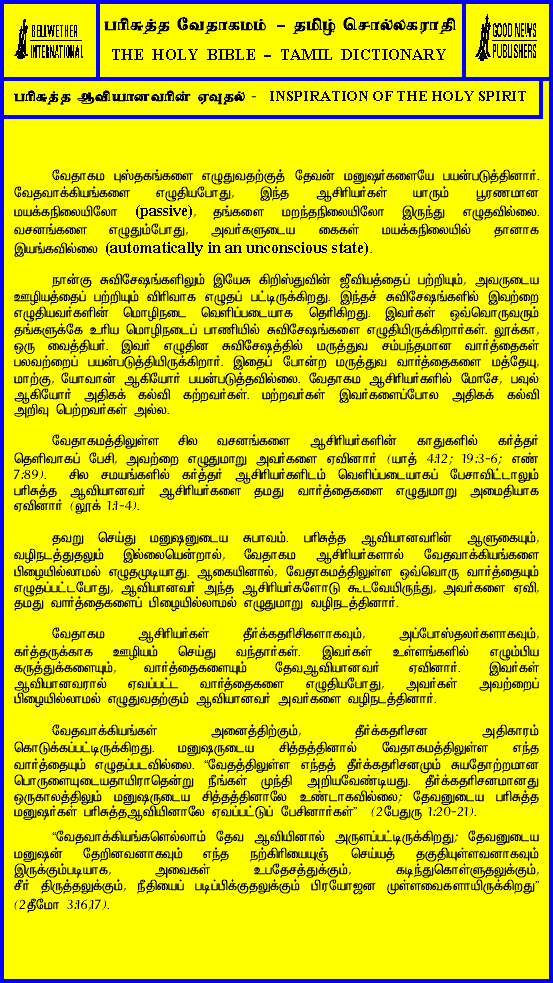 BELLWETHER
INTERNATIONAL
பரிசுத்த வேதாகமம் – தமிழ் சொல்லகராதி
THE HOLY BIBLE – TAMIL DICTIONARY
GOOD NEWS
PUBLISHERS
பரிசுத்த ஆவியானவரின் ஏவுதல் - INSPIRATION OF THE HOLY SPIRIT
வேதாகம புஸ்தகங்களை எழுதுவதற்குத் தேவன் மனுஷர்களையே பயன்படுத்தினார்.
வேதவாக்கியங்களை எழுதியபோது, இந்த ஆசிரியர்கள் யாரும் பூரணமான
மயக்கநிலையிலோ (passive), தங்களை மறந்தநிலையிலோ இருந்து எழுதவில்லை.
வசனங்களை எழுதும்போது, அவர்களுடைய கைகள் மயக்கநிலையில் தானாக
இயங்கவில்லை (automatically in an unconscious state).
நான்கு சுவிசேஷங்களிலும் இயேசு கிறிஸ்துவின் ஜீவியத்தைப் பற்றியும், அவருடைய
ஊழியத்தைப் பற்றியும் விரிவாக எழுதப் பட்டிருக்கிறது. இந்தச் சுவிசேஷங்களில் இவற்றை
எழுதியவர்களின் மொழிநடை வெளிப்படையாக தெரிகிறது. இவர்கள் ஒவ்வொருவரும்
தங்களுக்கே உரிய மொழிநடைப் பாணியில் சுவிசேஷங்களை எழுதியிருக்கிறார்கள். லூக்கா,
ஒரு வைத்தியர். இவர் எழுதின சுவிசேஷத்தில் மருத்துவ சம்பந்தமான வார்த்தைகள்
பலவற்றைப் பயன்படுத்தியிருக்கிறார். இதைப் போன்ற மருத்துவ வார்த்தைகளை மத்தேயு,
மாற்கு, யோவான் ஆகியோர் பயன்படுத்தவில்லை. வேதாகம ஆசிரியர்களில் மோசே, பவுல்
ஆகியோர் அதிகக் கல்வி கற்றவர்கள். மற்றவர்கள் இவர்களைப்போல அதிகக் கல்வி
அறிவு பெற்றவர்கள் அல்ல.
வேதாகமத்திலுள்ள சில வசனங்களை ஆசிரியர்களின் காதுகளில் கர்த்தர்
தெளிவாகப் பேசி, அவற்றை எழுதுமாறு அவர்களை ஏவினார் (யாத் 4:12; 19:3-6; எண்
7:89). சில சமயங்களில் கர்த்தர் ஆசிரியர்களிடம் வெளிப்படையாகப் பேசாவிட்டாலும்
பரிசுத்த ஆவியானவர் ஆசிரியர்களை தமது வார்த்தைகளை எழுதுமாறு அமைதியாக
ஏவினார் (லூக் 1:1-4).
தவறு செய்து மனுஷனுடைய சுபாவம். பரிசுத்த ஆவியானவரின் ஆளுகையும்,
வழிநடத்துதலும் இல்லையென்றால், வேதாகம ஆசிரியர்களால் வேதவாக்கியங்களை
பிழையில்லாமல் எழுதமுடியாது. ஆகையினால், வேதாகமத்திலுள்ள ஒவ்வொரு வார்த்தையும்
எழுதப்பட்டபோது, ஆவியானவர் அந்த ஆசிரியர்களோடு கூடவேயிருந்து, அவர்களை ஏவி,
தமது வார்த்தைகளைப் பிழையில்லாமல் எழுதுமாறு வழிநடத்தினார்.
வேதாகம ஆசிரியர்கள் தீர்க்கதரிசிகளாகவும், அப்போஸ்தலர்களாகவும்,
கர்த்தருக்காக ஊழியம் செய்து வந்தார்கள். இவர்கள் உள்ளங்களில் எழும்பிய
கருத்துக்களையும், வார்த்தைகளையும் தேவஆவியானவர் ஏவினார். இவர்கள்
ஆவியானவரால் ஏவப்பட்ட வார்த்தைகளை எழுதியபோது, அவர்கள் அவற்றைப்
பிழையில்லாமல் எழுதுவதற்கும் ஆவியானவர் அவர்களை வழிநடத்தினார்.
வேதவாக்கியங்கள் அனைத்திற்கும், தீர்க்கதரிசன அதிகாரம்
கொடுக்கப்பட்டிருக்கிறது. மனுஷருடைய சித்தத்தினால் வேதாகமத்திலுள்ள எந்த
வார்த்தையும் எழுதப்படவில்லை. “வேதத்திலுள்ள எந்தத் தீர்க்கதரிசனமும் சுயதோற்றமான
பொருளையுடையதாயிராதென்று நீங்கள் முந்தி அறியவேண்டியது. தீர்க்கதரிசனமானது
ஒருகாலத்திலும் மனுஷருடைய சித்தத்தினாலே உண்டாகவில்லை; தேவனுடைய பரிசுத்த
மனுஷர்கள் பரிசுத்தஆவியினாலே ஏவப்பட்டுப் பேசினார்கள்” (2பேதுரு 1:20-21).
“வேதவாக்கியங்களெல்லாம் தேவ ஆவியினால் அருளப்பட்டிருக்கிறது; தேவனுடைய
மனுஷன் தேறினவனாகவும் எந்த நற்கிரியையுஞ் செய்யத் தகுதியுள்ளவனாகவும்
இருக்கும்படியாக, அவைகள் உபதேசத்துக்கும், கடிந்துகொள்ளுதலுக்கும்,
சீர் திருத்தலுக்கும், நீதியைப் படிப்பிக்குதலுக்கும் பிரயோஜன முள்ளவைகளாயிருக்கிறது”
(2தீமோ 3:16,17).